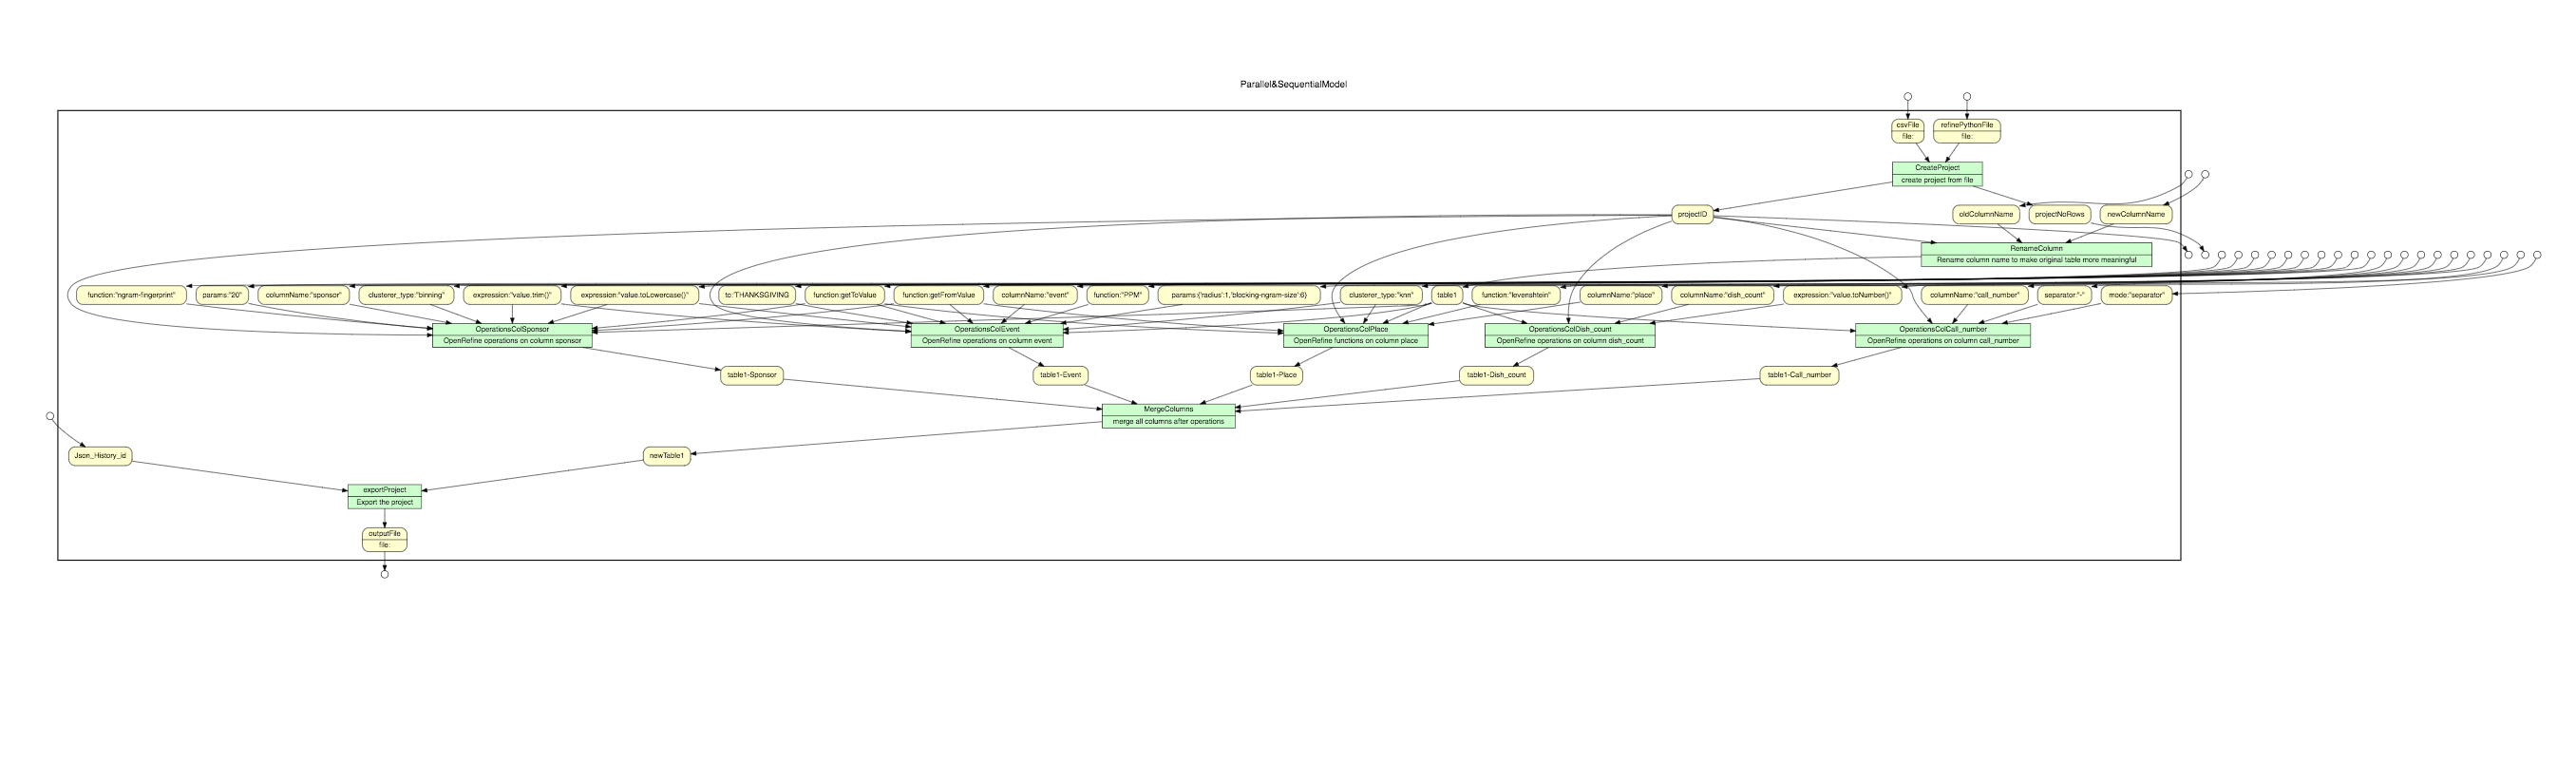 Parallel&SequentialModel
csvFile
file:
refinePythonFile
file:
CreateProject
create project from file
projectID
oldColumnName
projectNoRows
newColumnName
RenameColumn
Rename column name to make original table more meaningful
function:"ngram-fingerprint"
params:"20"
columnName:"sponsor"
clusterer_type:"binning"
expression:"value.trim()"
expression:"value.toLowercase()"
to:'THANKSGIVING
function:getToValue
function:getFromValue
columnName:"event"
function:"PPM"
params:{'radius':1,'blocking-ngram-size':6}
clusterer_type:"knn"
table1
function:"levenshtein"
columnName:"place"
columnName:"dish_count"
expression:"value.toNumber()"
columnName:"call_number"
separator:"-"
mode:"separator"
OperationsColSponsor
OpenRefine operations on column sponsor
OperationsColEvent
OpenRefine operations on column event
OperationsColPlace
OpenRefine functions on column place
OperationsColDish_count
OpenRefine operations on column dish_count
OperationsColCall_number
OpenRefine operations on column call_number
table1-Sponsor
table1-Event
table1-Place
table1-Dish_count
table1-Call_number
MergeColumns
merge all columns after operations
Json_History_id
newTable1
exportProject
Export the project
outputFile
file: